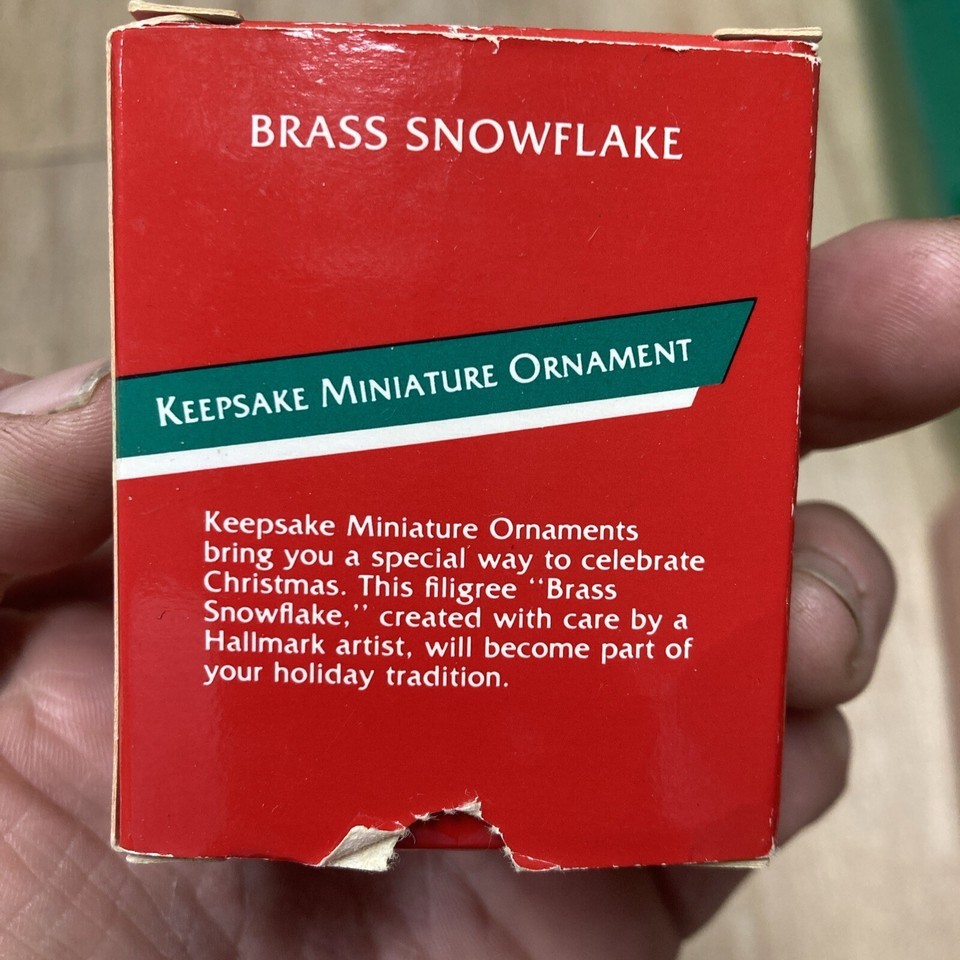 BRASS SNOWFLAKE
KEEPSAKE MINIATURE ORNAMENT
Keepsake Miniature Ornaments
bring you a special way to celebrate
Christmas. This filigree “Brass
Snowflake,” created with care by a
Hallmark artist, will become part of
your holiday tradition.